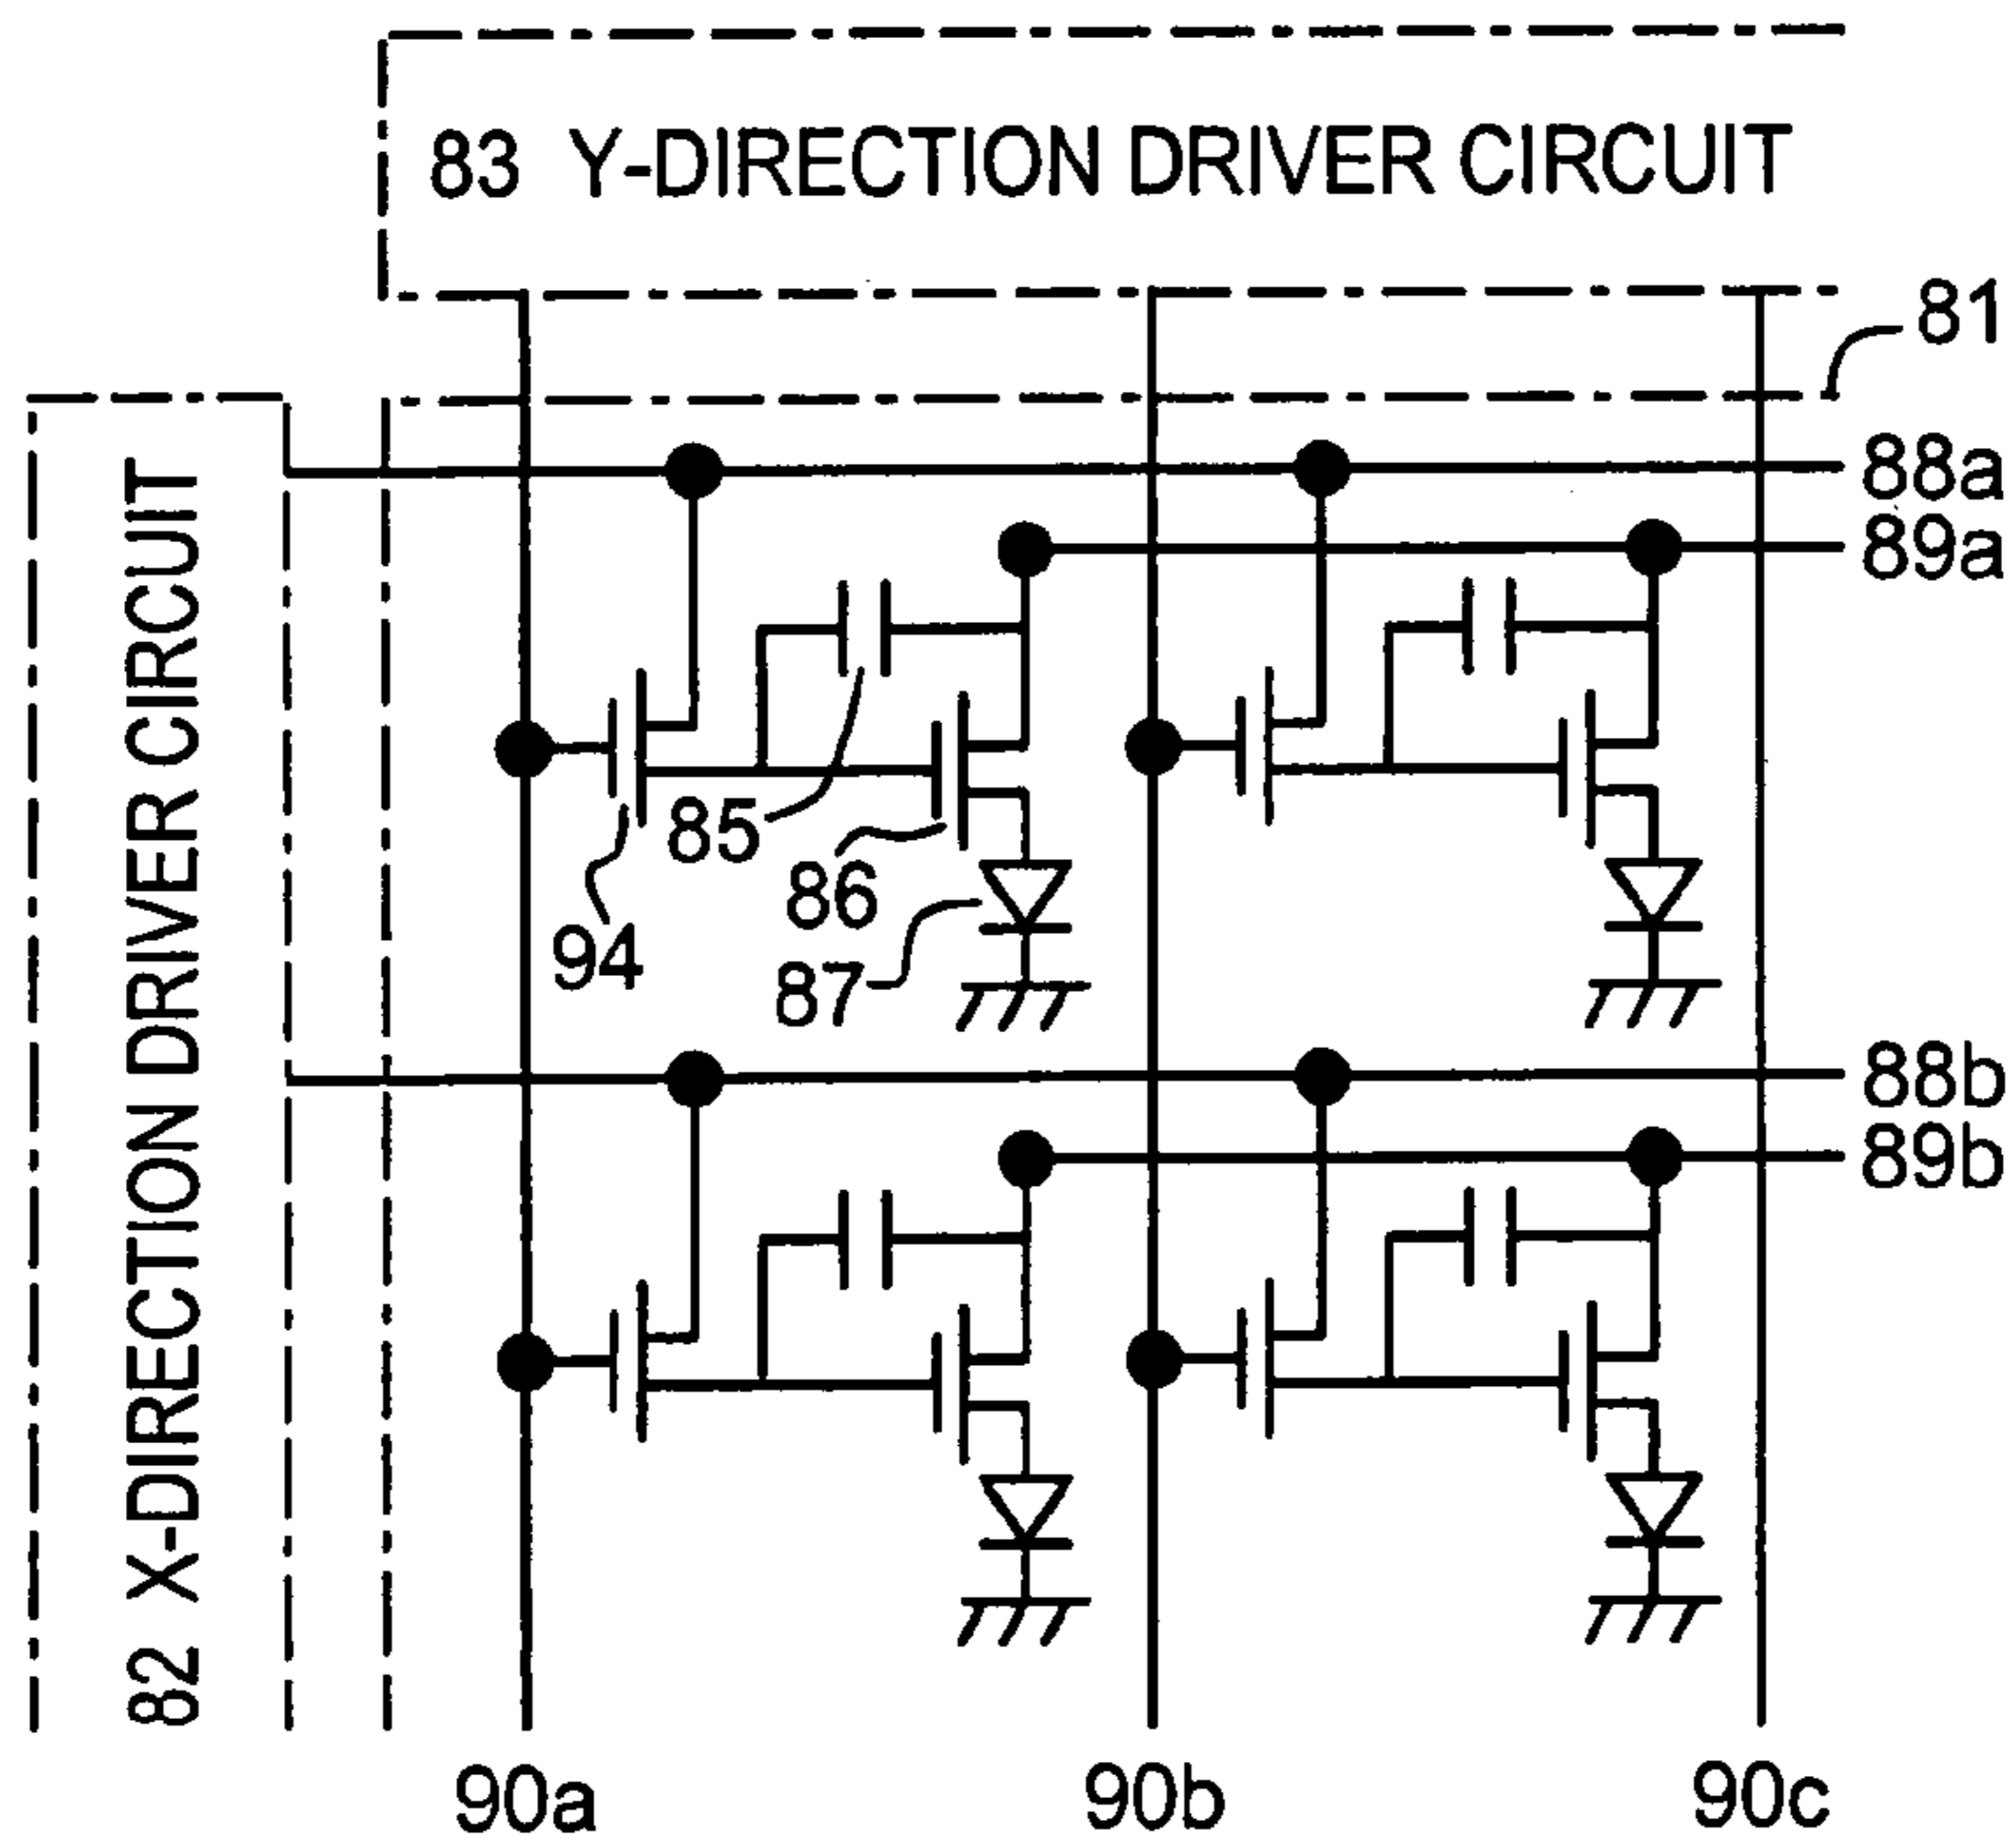 83 Y-DIRECTION DRIVER CIRCUIT
81
82 X-DIRECTION DRIVER CIRCUIT
88a
89a
85
86
94
87
88b
89b
90a
90b
90c